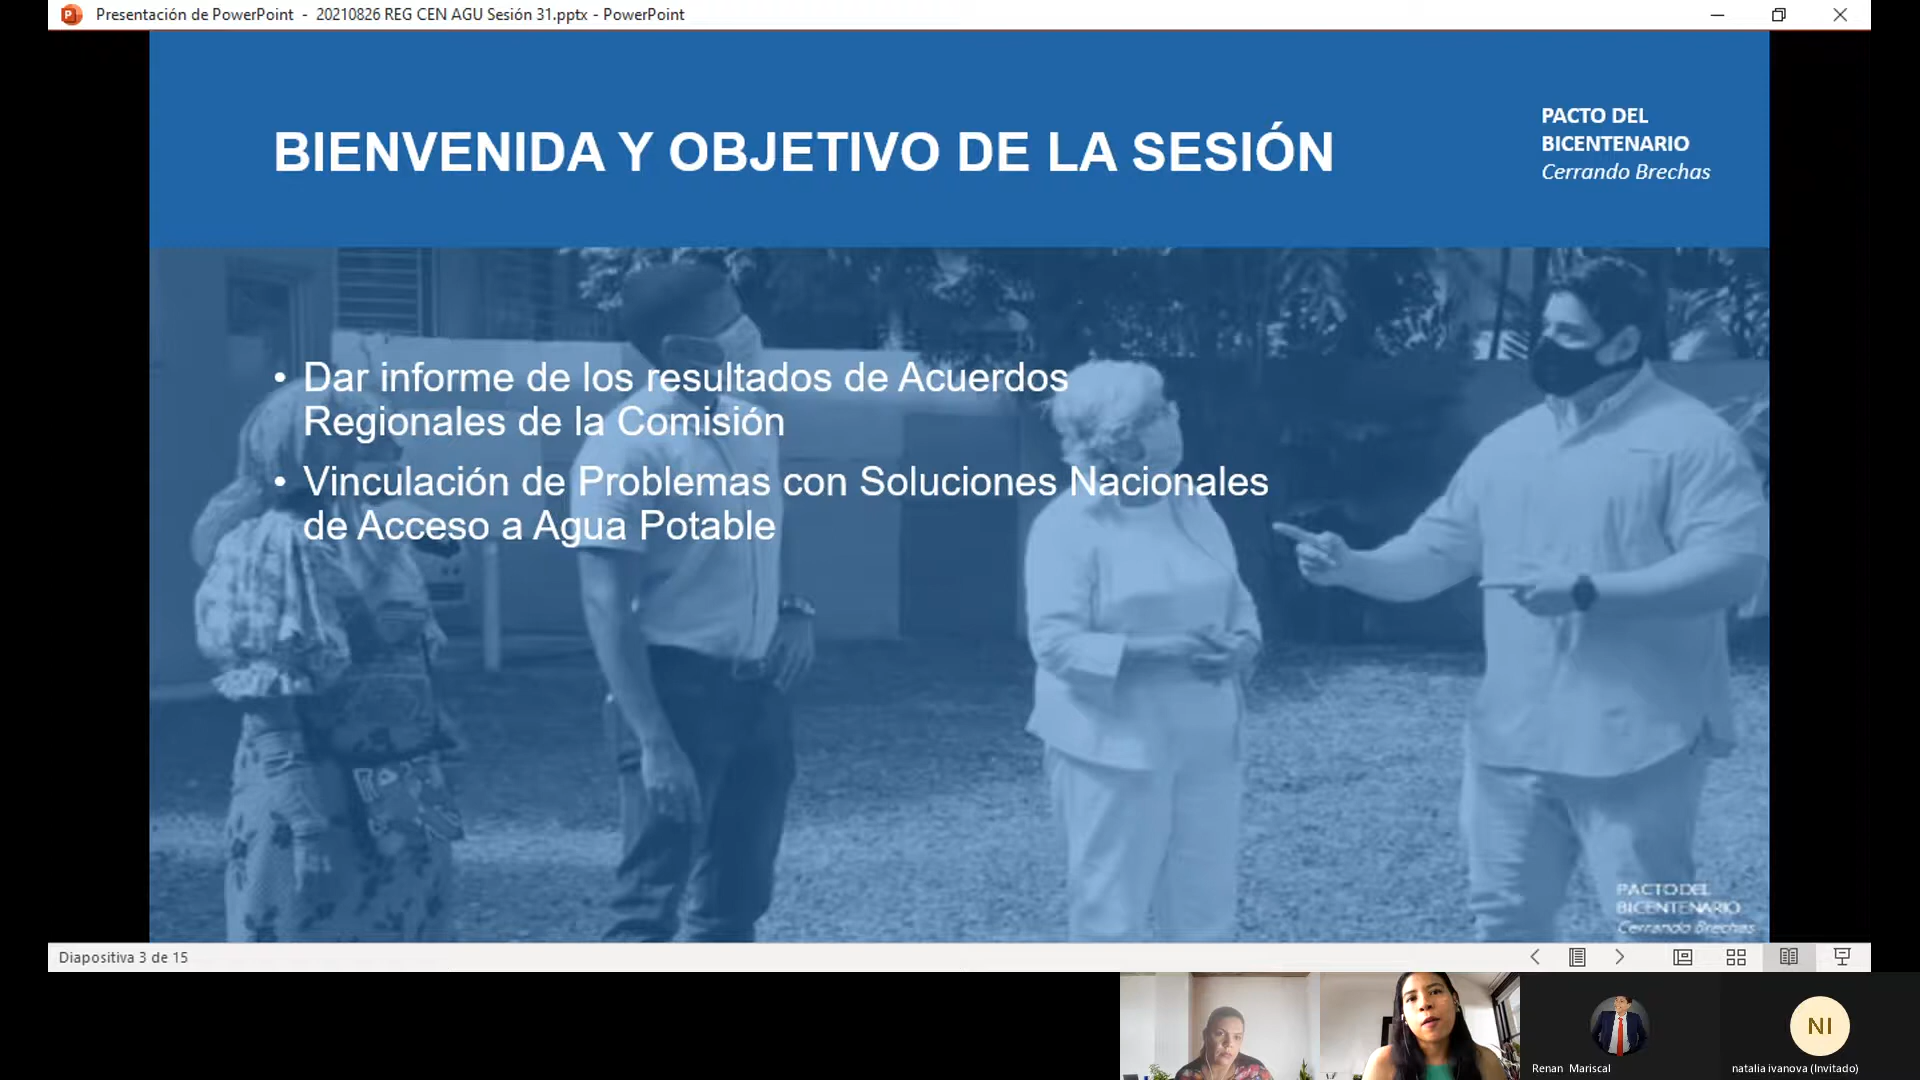 Presentación de PowerPoint - 20210826 REG CEN AGU Sesión 31.pptx - PowerPoint
BIENVENIDA Y OBJETIVO DE LA SESIÓN
PACTO DEL
BICENTENARIO
Cerrando Brechas
• Dar informe de los resultados de Acuerdos
Regionales de la Comisión
• Vinculación de Problemas con Soluciones Nacionales
de Acceso a Agua Potable
PACTO DEL
BICENTENARIO
Cerrando Brechas
Diapositiva 3 de 15
NI
Renan Mariscal
natalia ivanova (Invitado)